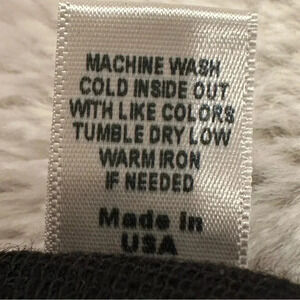 MACHINE WASH
COLD INSIDE OUT
WITH LIKE COLORS
TUMBLE DRY LOW
WARM IRON
IF NEEDED
Made in
USA